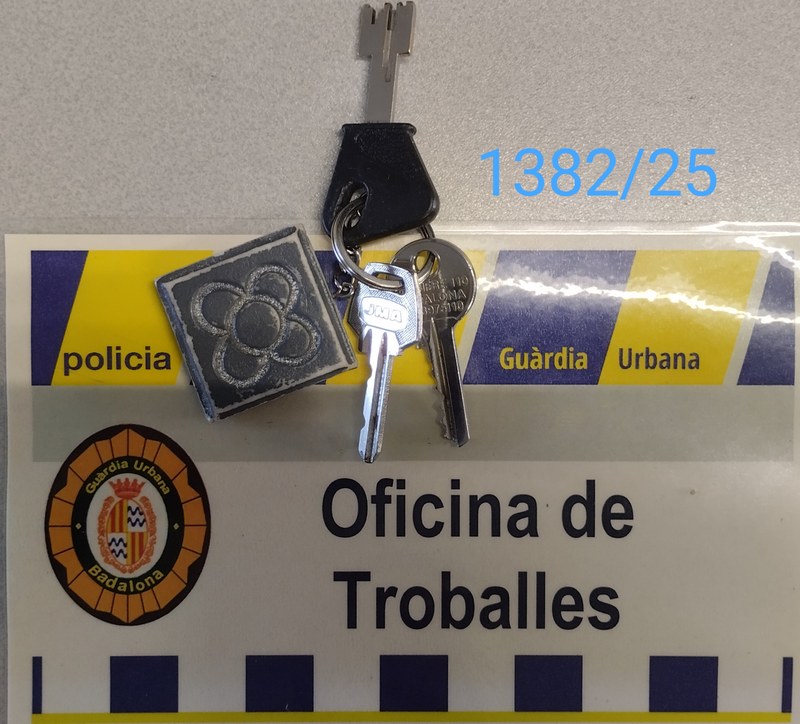 1382/25
JMA
policia
Guàrdia Urbana
Guàrdia Urbana
Badalona
Oficina de
Troballes